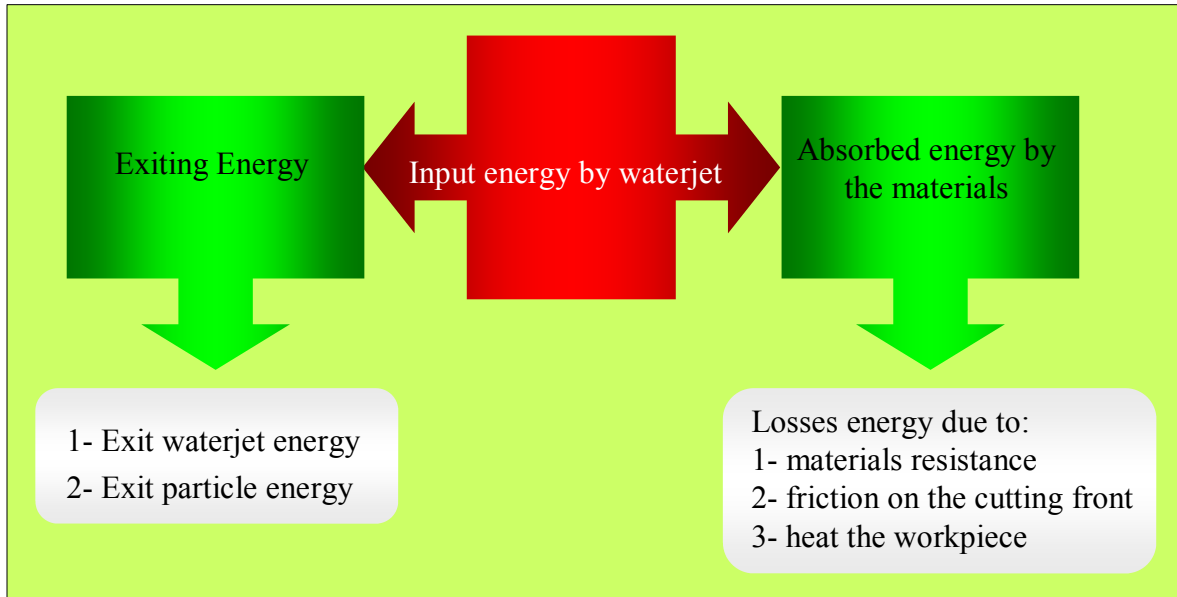 Exiting Energy
Input energy by waterjet
Absorbed energy by
the materials
1- Exit waterjet energy
2- Exit particle energy
Losses energy due to:
1- materials resistance
2- friction on the cutting front
3- heat the workpiece